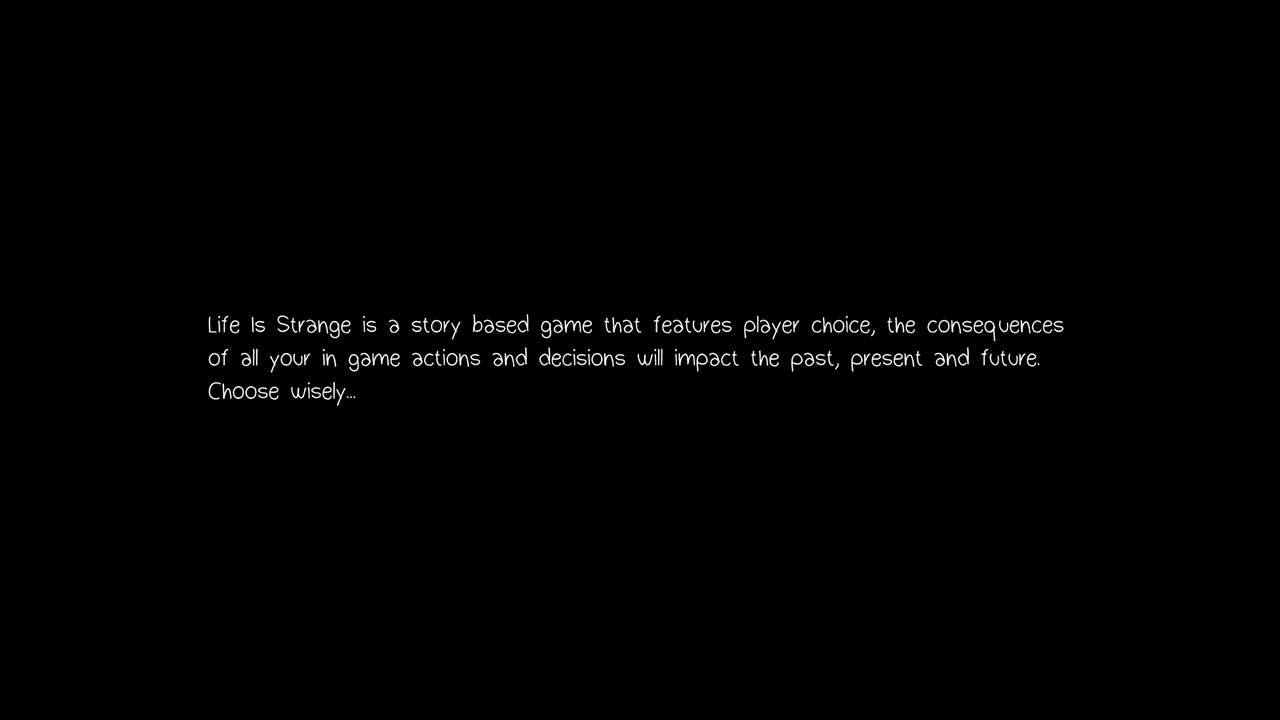 Life Is Strange is a story based game that features player choice, the consequences
of all your in game actions and decisions will impact the past, present and future.
Choose wisely...